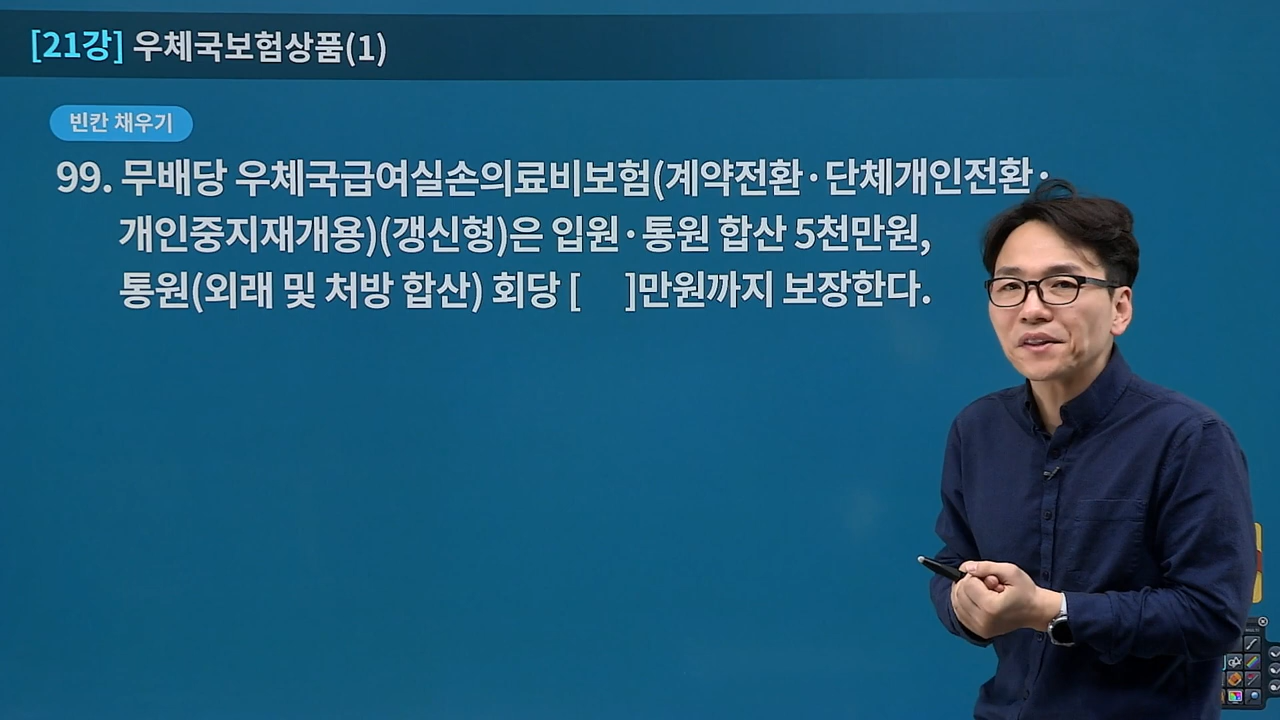 [21강] 우체국보험상품(1)
빈칸 채우기
99. 무배당 우체국급여실손의료비보험(계약전환·단체개인전환·
개인중지재개용)(갱신형)은 입원·통원 합산 5천만원,
통원(외래 및 처방 합산) 회당 [ ]만원까지 보장한다.